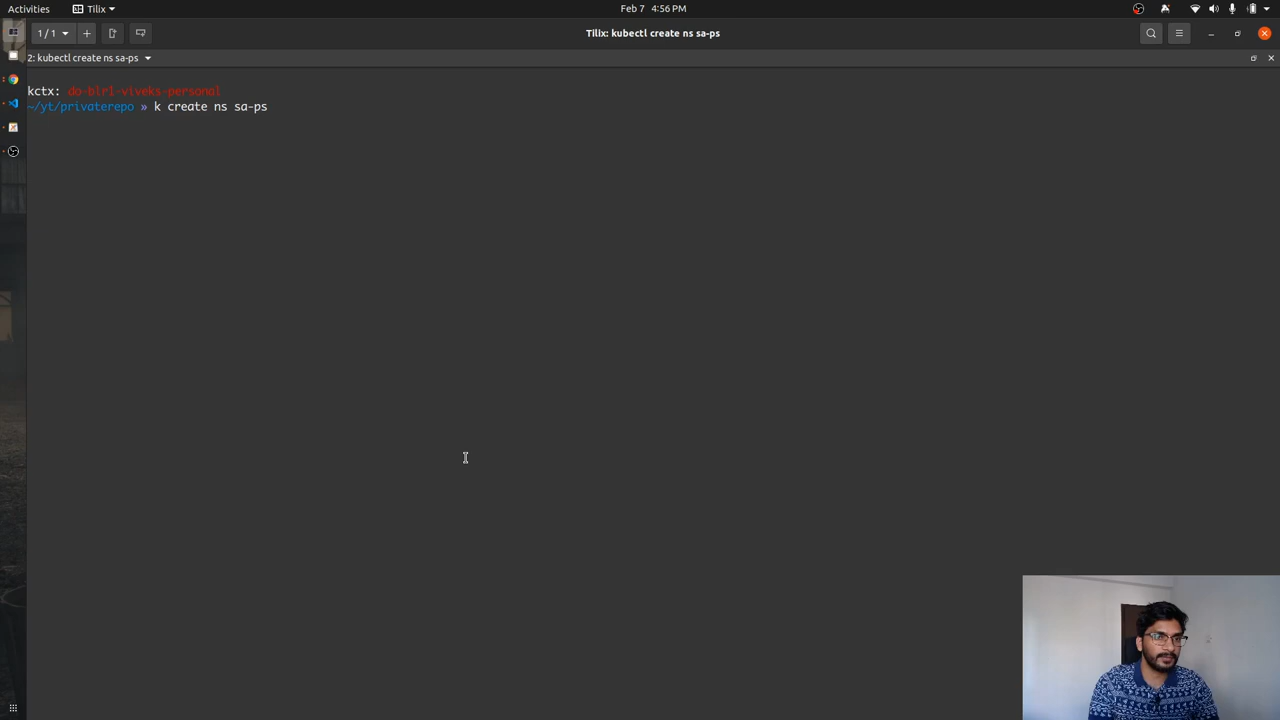 Activities
Tilix
Feb 7 4:56 PM
1 / 1
Tilix: kubectl create ns sa-ps
2: kubectl create ns sa-ps
kctx: do-blr1-viveks-personal
~/yt/privaterepo » k create ns sa-ps